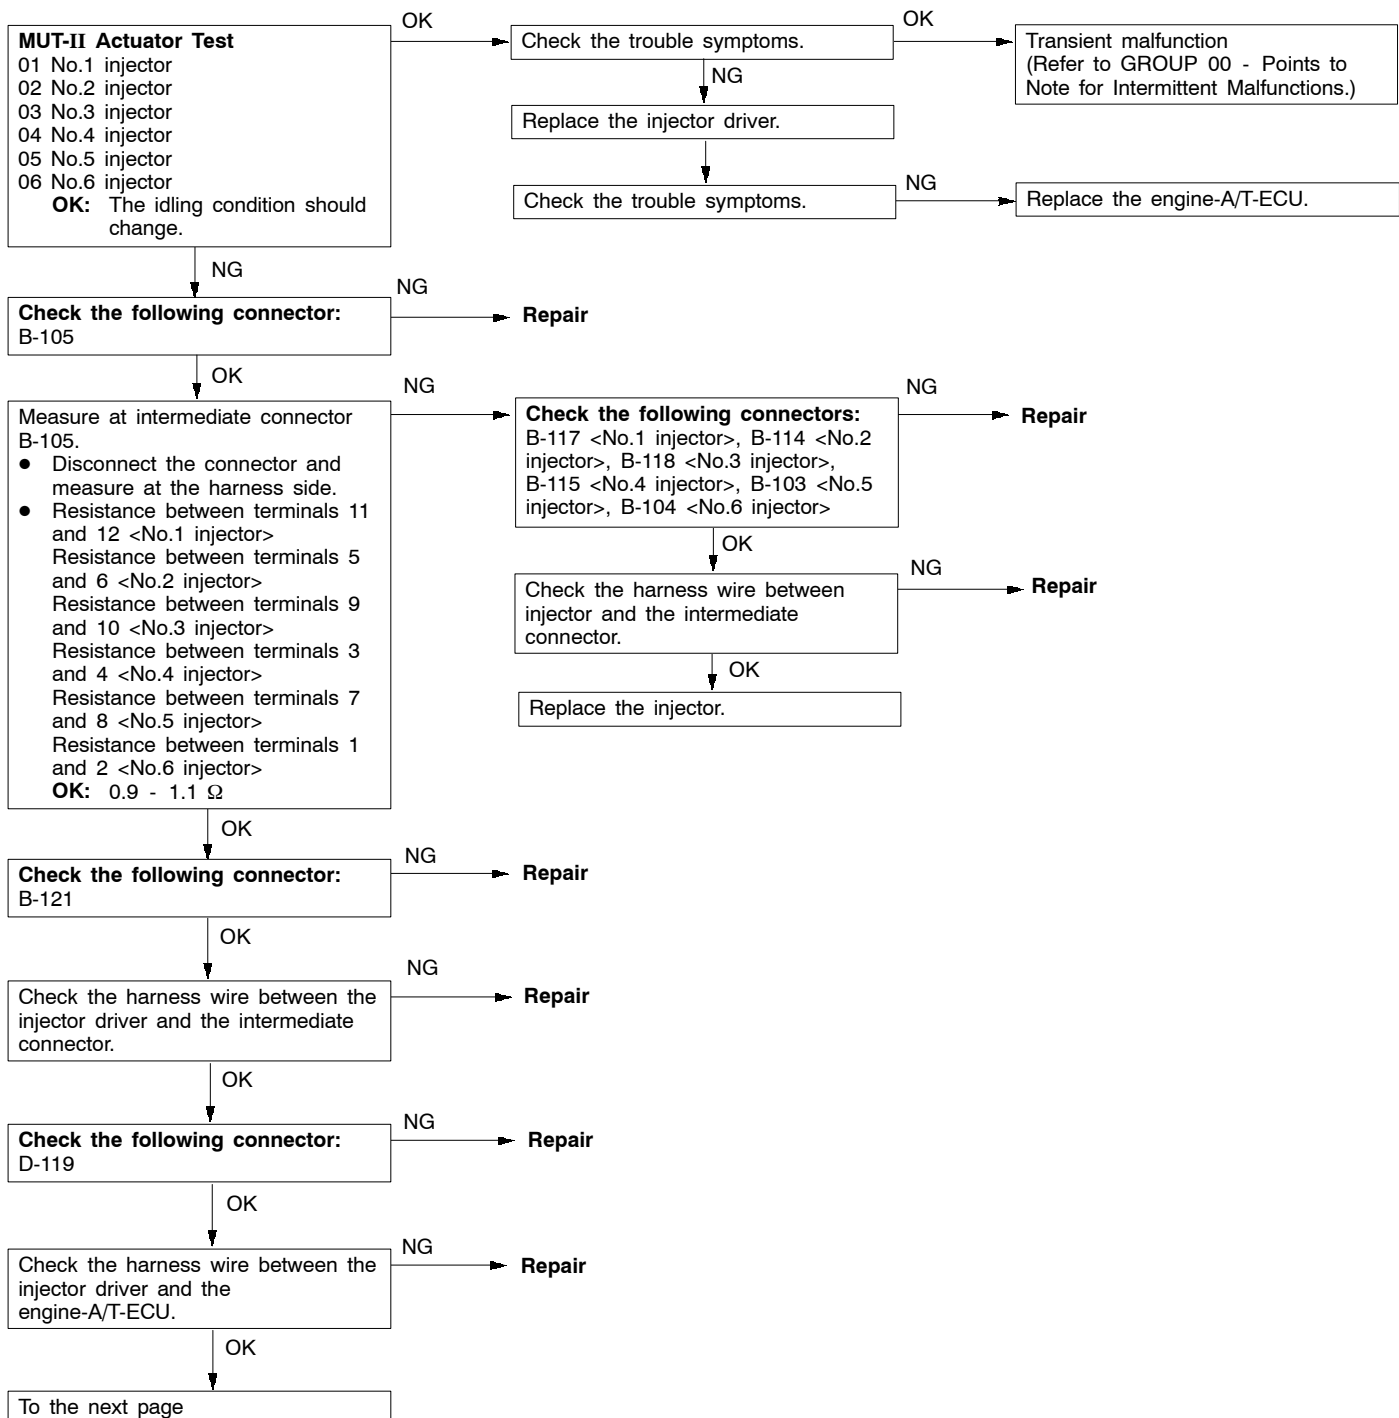 MUT-II Actuator Test
01 No.1 injector
02 No.2 injector
03 No.3 injector
04 No.4 injector
05 No.5 injector
06 No.6 injector
OK: The idling condition should
change.
OK
Check the trouble symptoms.
OK
Transient malfunction
(Refer to GROUP 00 - Points to
Note for Intermittent Malfunctions.)
NG
Replace the injector driver.
Check the trouble symptoms.
NG
Replace the engine-A/T-ECU.
NG
Check the following connector:
B-105
NG
Repair
OK
Measure at intermediate connector
B-105.
● Disconnect the connector and
measure at the harness side.
● Resistance between terminals 11
and 12 <No.1 injector>
Resistance between terminals 5
and 6 <No.2 injector>
Resistance between terminals 9
and 10 <No.3 injector>
Resistance between terminals 3
and 4 <No.4 injector>
Resistance between terminals 7
and 8 <No.5 injector>
Resistance between terminals 1
and 2 <No.6 injector>
OK: 0.9 - 1.1 Ω
NG
Check the following connectors:
B-117 <No.1 injector>, B-114 <No.2
injector>, B-118 <No.3 injector>,
B-115 <No.4 injector>, B-103 <No.5
injector>, B-104 <No.6 injector>
NG
Repair
OK
Check the harness wire between
injector and the intermediate
connector.
NG
Repair
OK
Replace the injector.
OK
Check the following connector:
B-121
NG
Repair
OK
Check the harness wire between the
injector driver and the intermediate
connector.
NG
Repair
OK
Check the following connector:
D-119
NG
Repair
OK
Check the harness wire between the
injector driver and the
engine-A/T-ECU.
NG
Repair
OK
To the next page